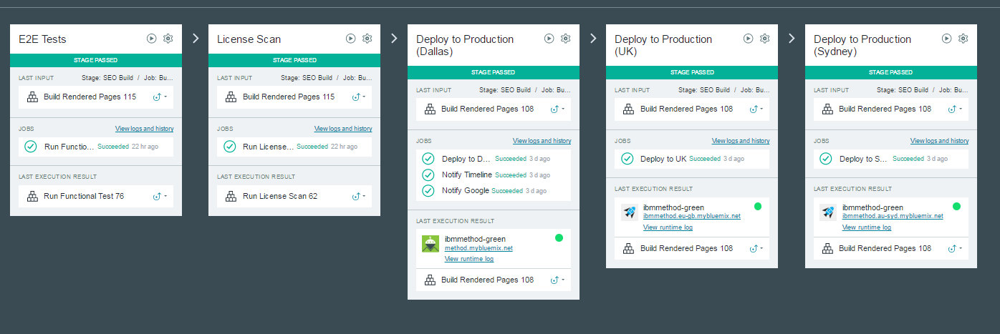 E2E Tests
STAGE PASSED
LAST INPUT Stage: SEO Build / Job: Bu...
Build Rendered Pages 115
JOBS View logs and history
Run Functio... Succeeded 22 hr ago
LAST EXECUTION RESULT
Run Functional Test 76
License Scan
STAGE PASSED
LAST INPUT Stage: SEO Build / Job: Bu...
Build Rendered Pages 115
JOBS View logs and history
Run License... Succeeded 22 hr ago
LAST EXECUTION RESULT
Run License Scan 62
Deploy to Production
(Dallas)
STAGE PASSED
LAST INPUT Stage: SEO Build / Job: Bu...
Build Rendered Pages 108
JOBS View logs and history
Deploy to D... Succeeded 3 d ago
Notify Timeline Succeeded 3 d ago
Notify Google Succeeded 3 d ago
LAST EXECUTION RESULT
ibmmethod-green
method.mybluemix.net
View runtime log
Build Rendered Pages 108
Deploy to Production
(UK)
STAGE PASSED
LAST INPUT Stage: SEO Build / Job: Bu...
Build Rendered Pages 108
JOBS View logs and history
Deploy to UK Succeeded 3 d ago
LAST EXECUTION RESULT
ibmmethod-green
ibmmethod.eu-gb.mybluemix.net
View runtime log
Build Rendered Pages 108
Deploy to Production
(Sydney)
STAGE PASSED
LAST INPUT Stage: SEO Build / Job: Bu...
Build Rendered Pages 108
JOBS View logs and history
Deploy to S... Succeeded 3 d ago
LAST EXECUTION RESULT
ibmmethod-green
ibmmethod.au-syd.mybluemix.net
View runtime log
Build Rendered Pages 108